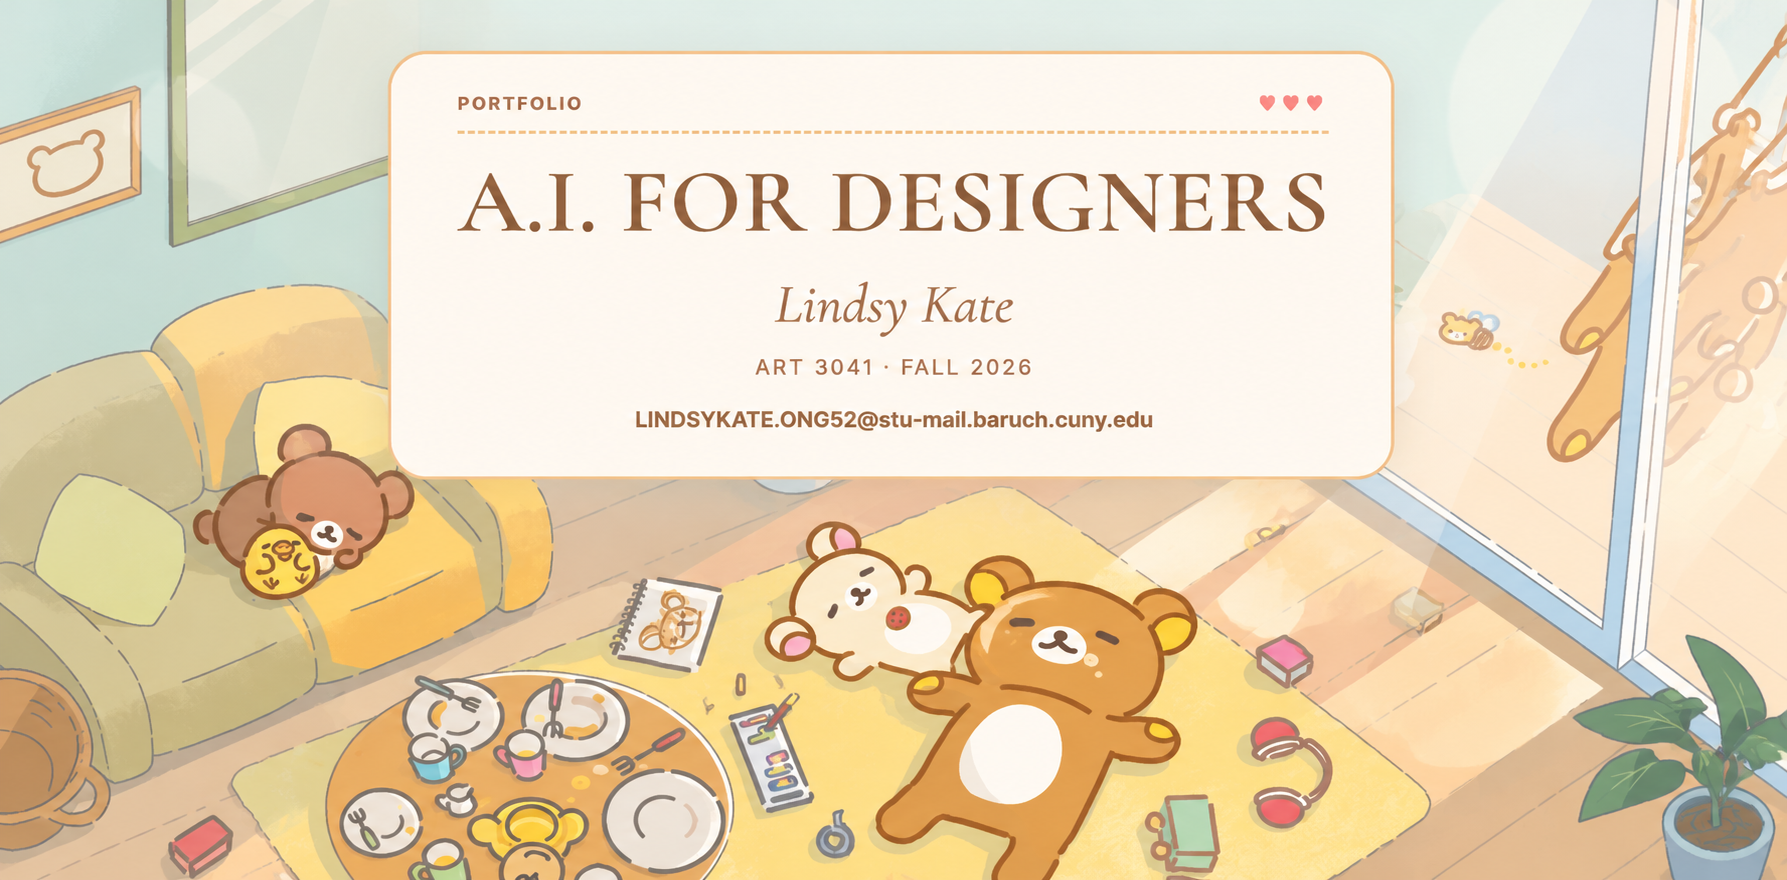 PORTFOLIO ♥ ♥ ♥
A.I. FOR DESIGNERS
Lindsy Kate
ART 3041 · FALL 2026
LINDSYKATE.ONG52@stu-mail.baruch.cuny.edu